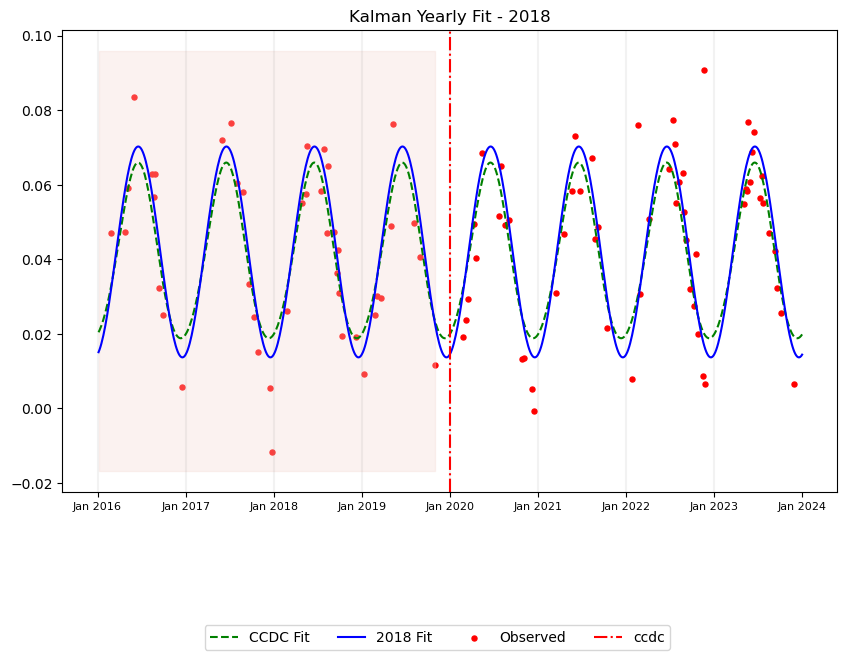 Kalman Yearly Fit - 2018
0.10
0.08
0.06
0.04
0.02
0.00
−0.02
Jan 2016 Jan 2017 Jan 2018 Jan 2019 Jan 2020 Jan 2021 Jan 2022 Jan 2023 Jan 2024
CCDC Fit 2018 Fit Observed ccdc